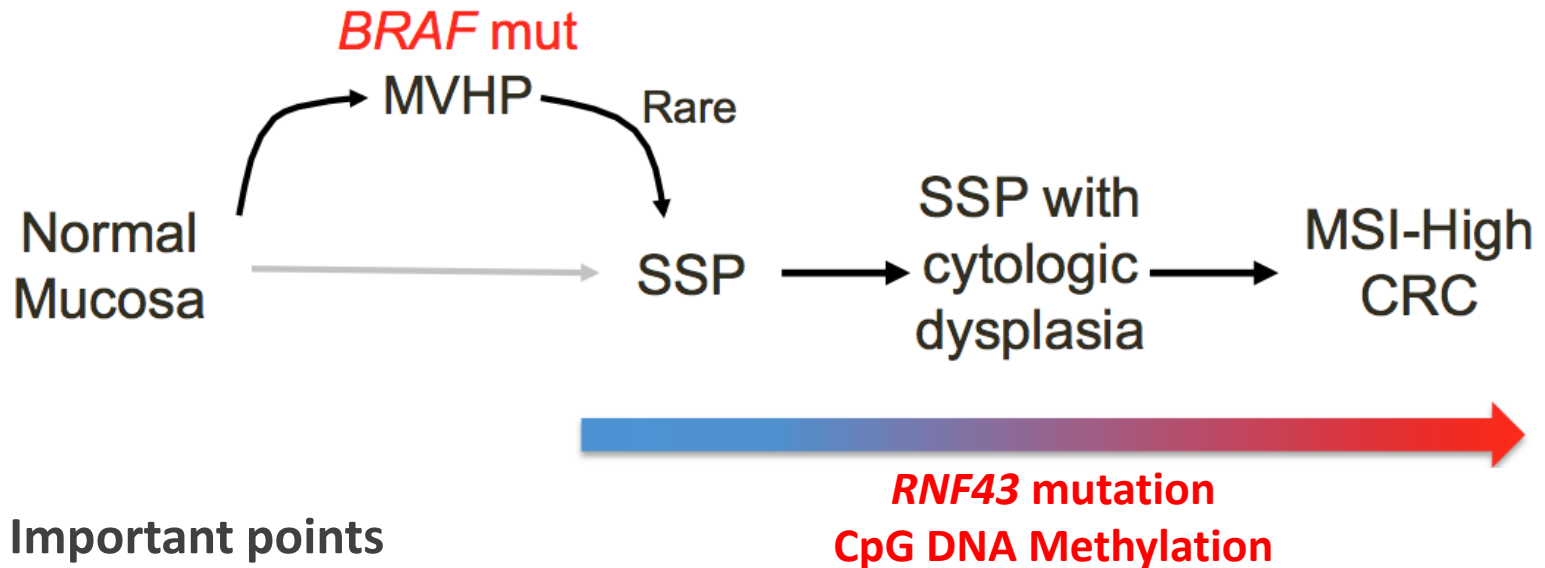 BRAF mut
MVHP
Rare
Normal
Mucosa
SSP
SSP with
cytologic
dysplasia
MSI-High
CRC
RNF43 mutation
CpG DNA Methylation
Important points